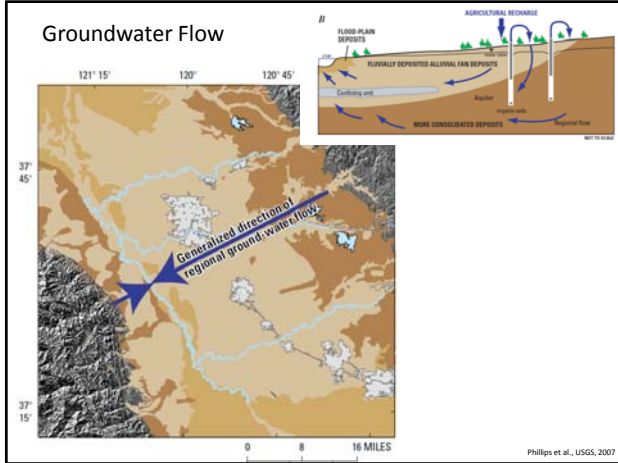 Groundwater Flow
B
AGRICULTURAL RECHARGE
FLOOD-PLAIN
DEPOSITS
FLUVIALLY DEPOSITED ALLUVIAL FAN DEPOSITS
Confining unit
Aquifer
irrigation wells
MORE CONSOLIDATED DEPOSITS
Regional flow
NOT TO SCALE
121° 15'
120°
120° 45'
37°
45'
Generalized direction of
regional ground-water flow
37°
15'
0 8 16 MILES
Phillips et al., USGS, 2007